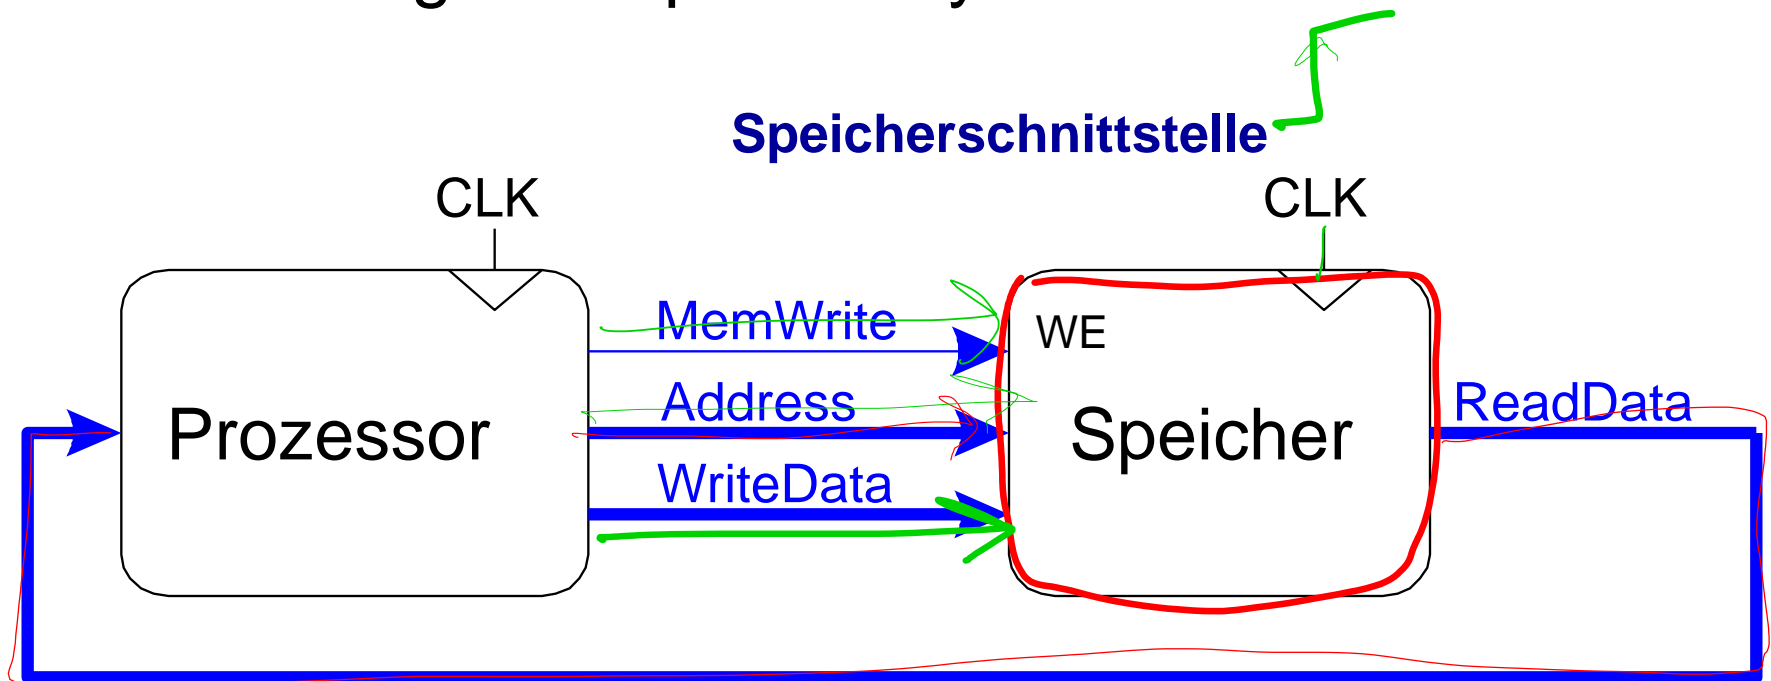 Speicherschnittstelle
CLK CLK
MemWrite
WE
Address
ReadData
Prozessor
Speicher
WriteData